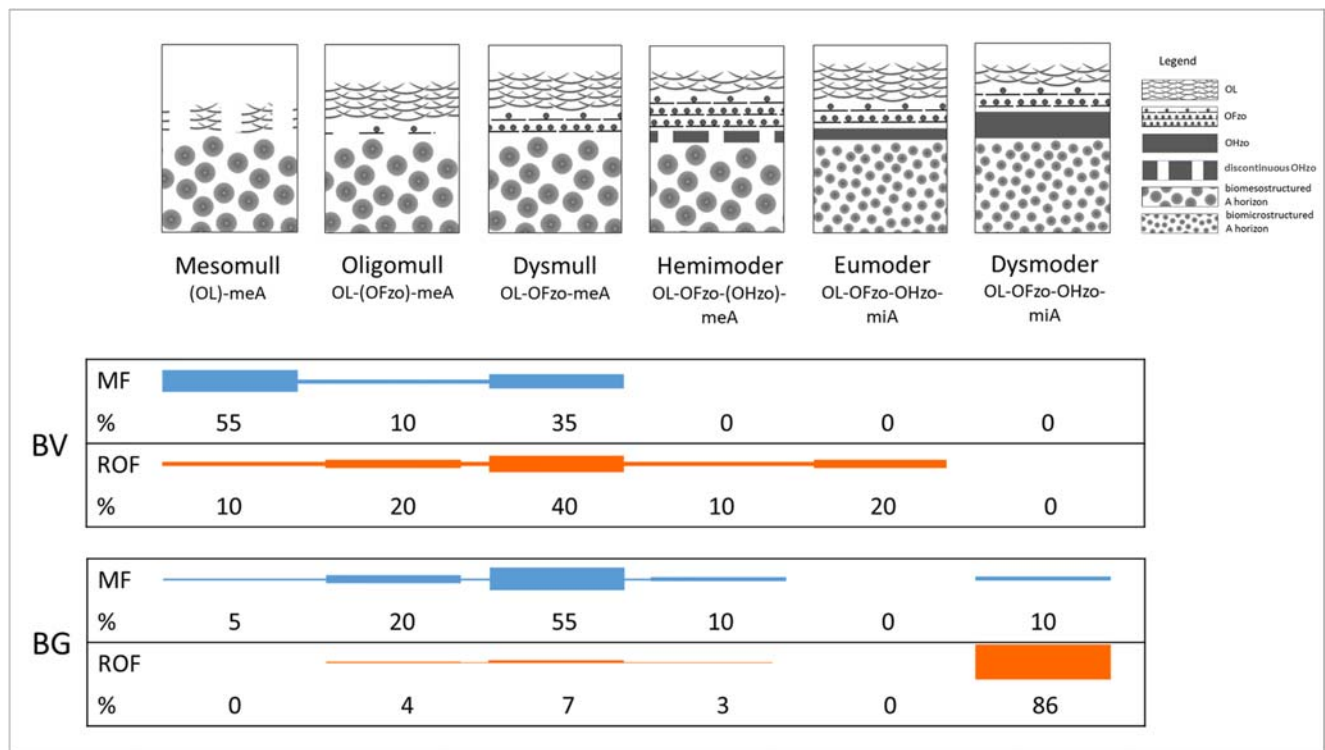 Legend
OL
OFzo
OHzo
discontinuous OHzo
biomesostructured
A horizon
biomicrostructured
A horizon
Mesomull
(OL)-meA
Oligomull
OL-(OFzo)-meA
Dysmull
OL-OFzo-meA
Hemimoder
OL-OFzo-(OHzo)-
meA
Eumoder
OL-OFzo-OHzo-
miA
Dysmoder
OL-OFzo-OHzo-
miA
BV
MF
% 55 10 35 0 0 0
ROF
% 10 20 40 10 20 0
BG
MF
% 5 20 55 10 0 10
ROF
% 0 4 7 3 0 86